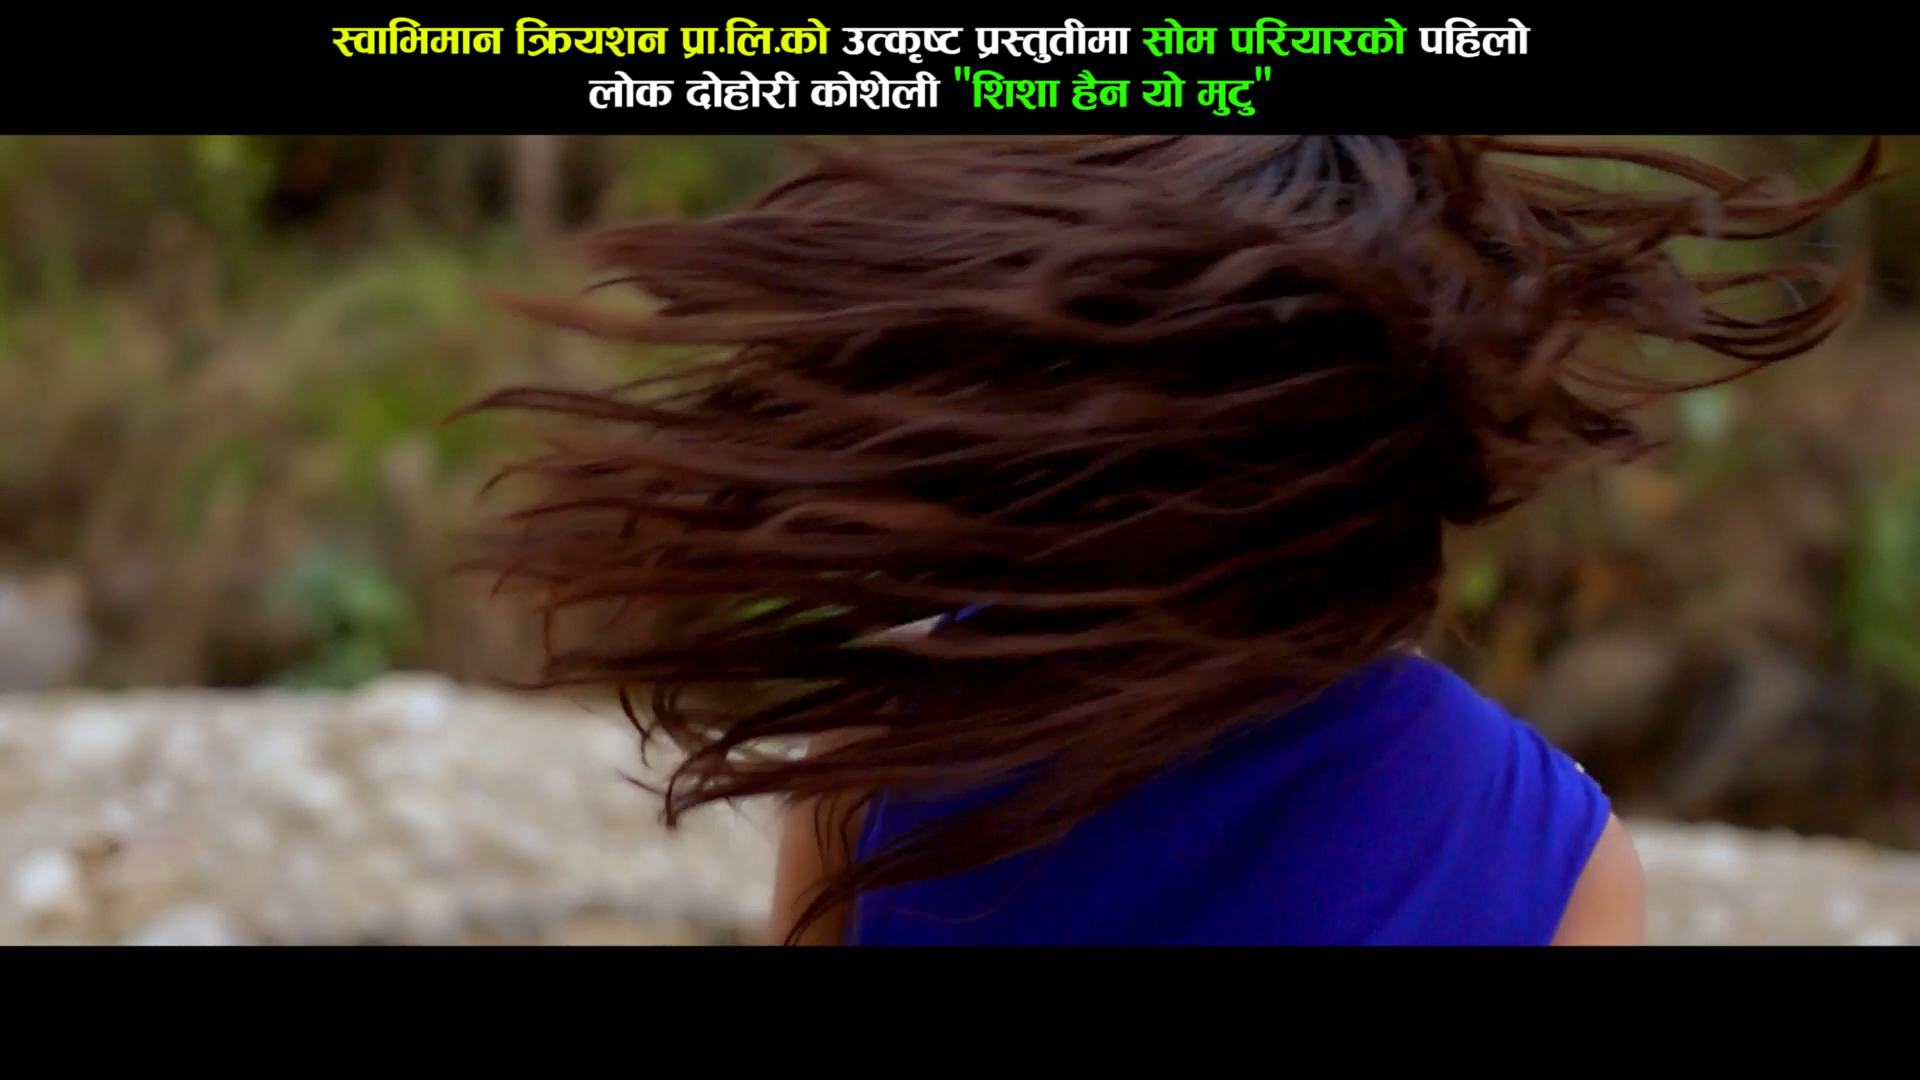 स्वाभिमान क्रियशन प्रा.लि.को उत्कृष्ट प्रस्तुतीमा सोम परियारको पहिलो
लोक दोहोरी कोशेली "शिशा हैन यो मुटु"